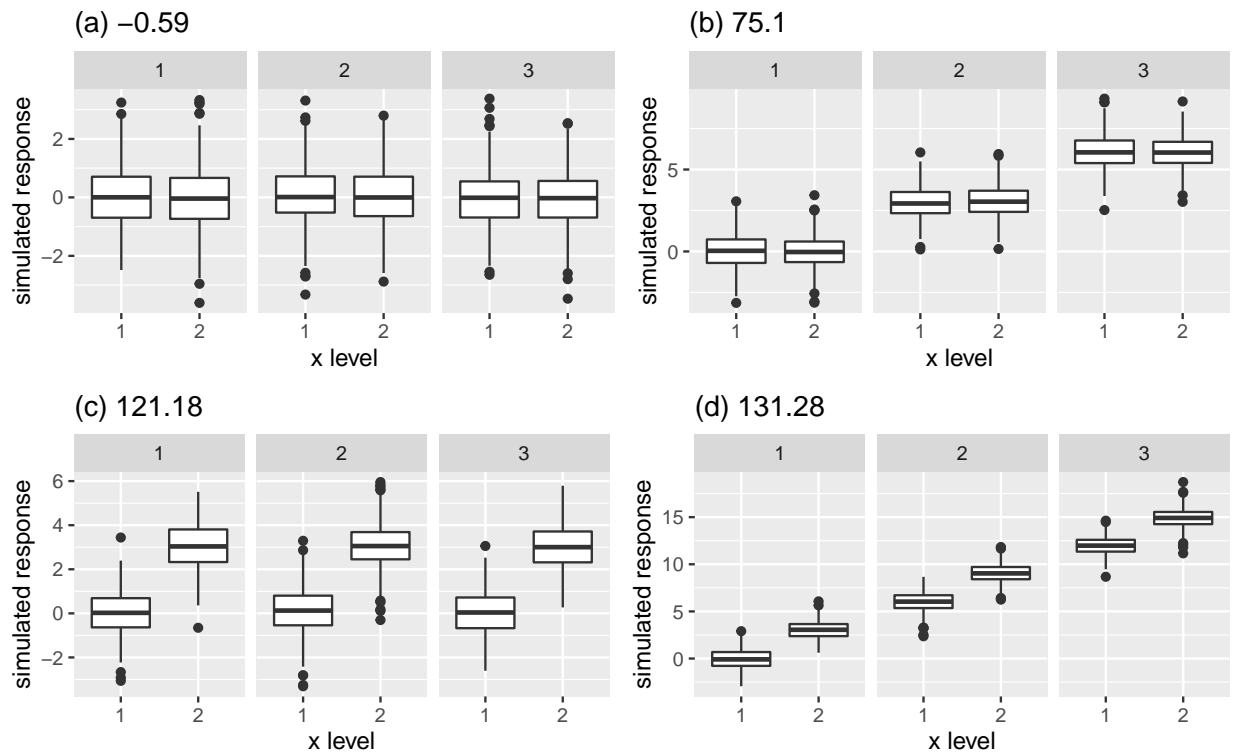 (a) −0.59
1 2 3
simulated response
2
0
−2
1 2 1 2 1 2
x level
(b) 75.1
1 2 3
simulated response
5
0
1 2 1 2 1 2
x level
(c) 121.18
1 2 3
simulated response
6
4
2
0
−2
1 2 1 2 1 2
x level
(d) 131.28
1 2 3
simulated response
15
10
5
0
1 2 1 2 1 2
x level